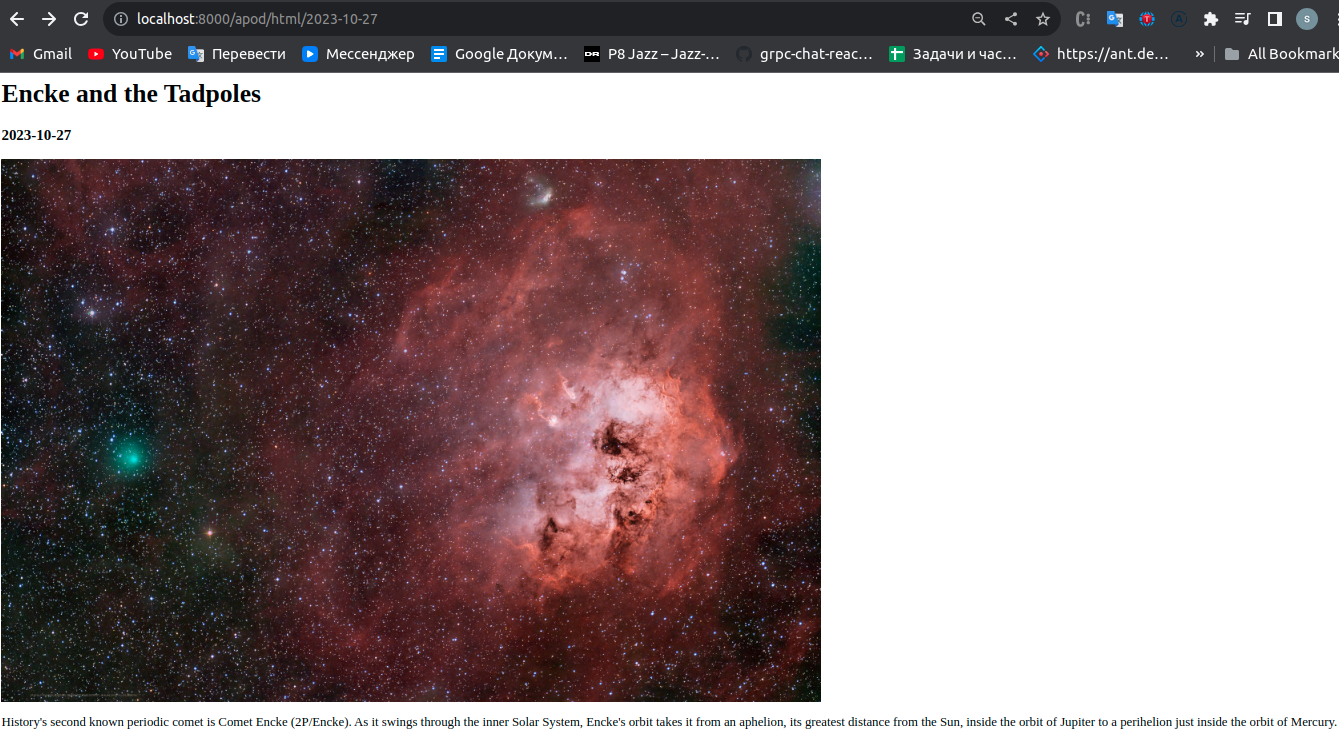 localhost:8000/apod/html/2023-10-27
S
Gmail YouTube Перевести Мессенджер Google Докум… P8 Jazz – Jazz-… grpc-chat-reac… Задачи и час… https://ant.de… » All Bookmark
Encke and the Tadpoles
2023-10-27
History's second known periodic comet is Comet Encke (2P/Encke). As it swings through the inner Solar System, Encke's orbit takes it from an aphelion, its greatest distance from the Sun, inside the orbit of Jupiter to a perihelion just inside the orbit of Mercury.